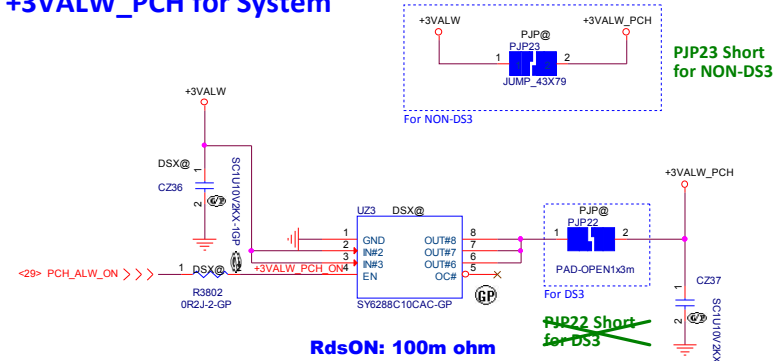 +3VALW_PCH for System
+3VALW
+3VALW_PCH
PJP@
PJP23
1
2
JUMP_43X79
For NON-DS3
PJP23 Short
for NON-DS3
+3VALW
DSX@
CZ36
1
2
SC1U10V2KX-1GP
<29> PCH_ALW_ON
1
DSX@
2
+3VALW_PCH_ON
R3802
0R2J-2-GP
UZ3
DSX@
1
2
3
4
GND
IN#2
IN#3
EN
OUT#8
OUT#7
OUT#6
OC#
8
7
6
5
SY6288C10CAC-GP
GP
RdsON: 100m ohm
PJP@
PJP22
1
2
PAD-OPEN1x3m
For DS3
PJP22 Short
for DS3
+3VALW_PCH
CZ37
1
2